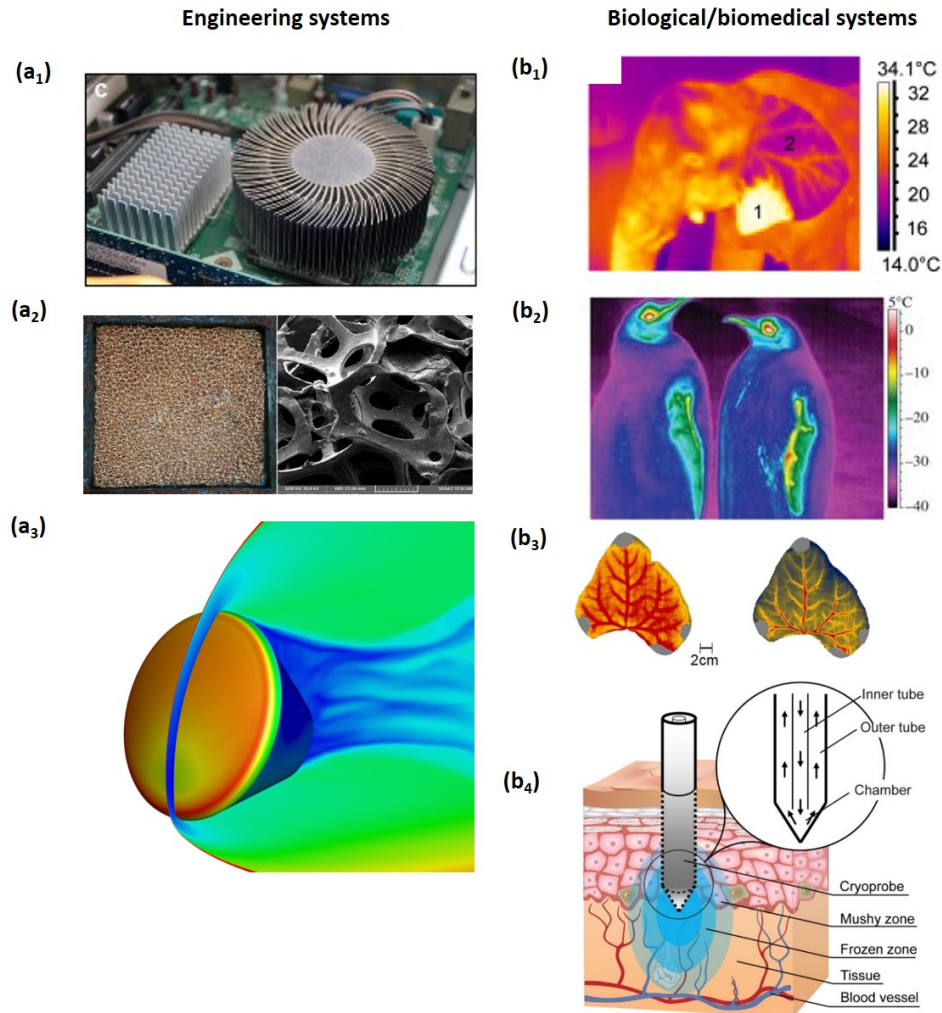 Engineering systems
Biological/biomedical systems
(a1)
C
(b1)
34.1°C
32
28
24
20
16
14.0°C
2
1
(a2)
(b2)
5°C
0
−10
−20
−30
−40
(a3)
(b3)
2cm
(b4)
Inner tube
Outer tube
Chamber
Cryoprobe
Mushy zone
Frozen zone
Tissue
Blood vessel